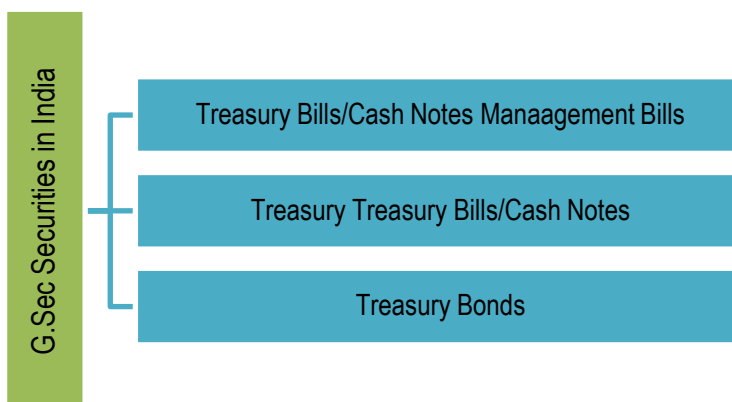 G.Sec Securities in India
Treasury Bills/Cash Notes Manaagement Bills
Treasury Treasury Bills/Cash Notes
Treasury Bonds